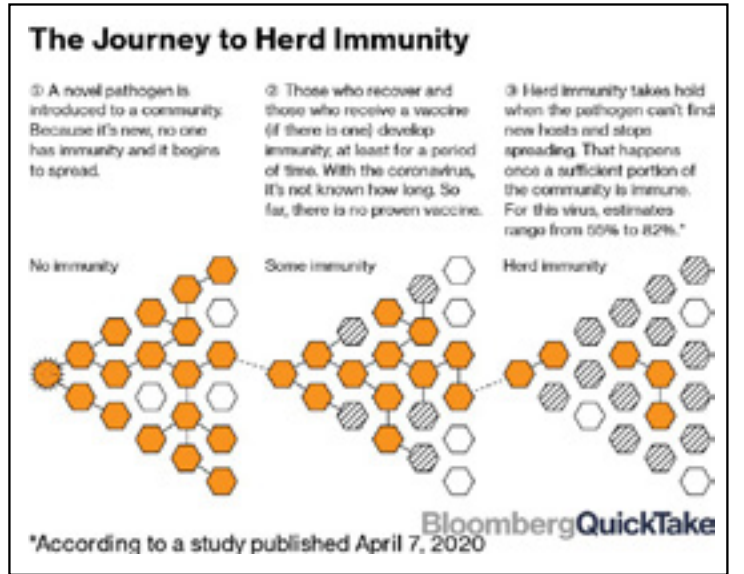 The Journey to Herd Immunity
① A novel pathogen is
introduced to a community.
Because it's new, no one
has immunity and it begins
to spread.
② Those who recover and
those who receive a vaccine
(if there is one) develop
immunity, at least for a period
of time. With the coronavirus,
it's not known how long. So
far, there is no proven vaccine.
③ Herd immunity takes hold
when the pathogen can't find
new hosts and stops
spreading. That happens
once a sufficient portion of
the community is immune.
For this virus, estimates
range from 55% to 82%.*
No immunity
Some immunity
Herd immunity
Bloomberg QuickTake
*According to a study published April 7, 2020